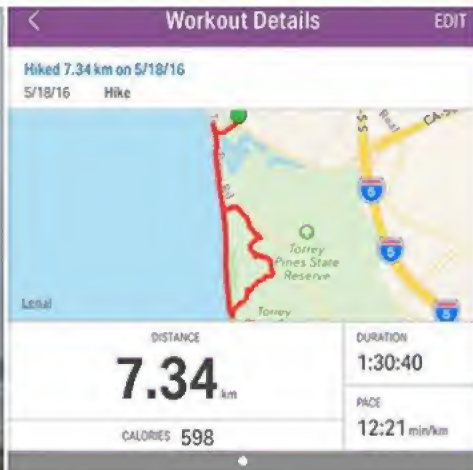 Workout Details EDIT
Hiked 7.34 km on 5/18/16
5/18/16 Hike
5
5
5
Torrey
Pines State
Reserve
Torrey
Legal
DISTANCE
7.34 km
CALORIES 598
DURATION
1:30:40
PACE
12:21 min/km